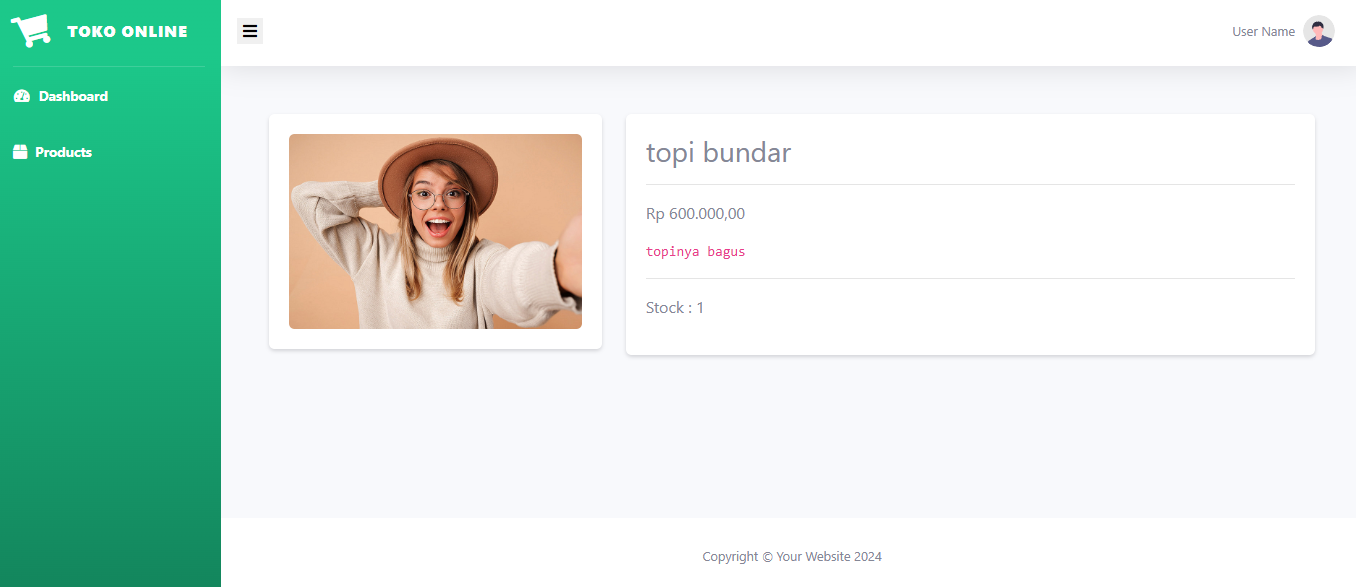 TOKO ONLINE
User Name
Dashboard
Products
topi bundar
Rp 600.000,00
topinya bagus
Stock : 1
Copyright © Your Website 2024